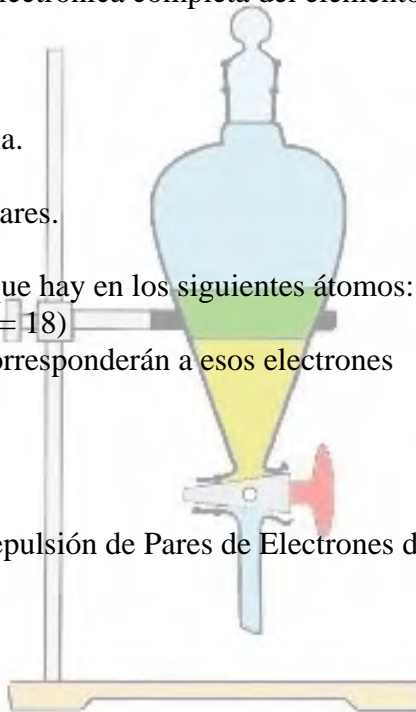 ectrónica completa del elemento
a.
ares.
ue hay en los siguientes átomos:
= 18)
orresponderán a esos electrones
epulsión de Pares de Electrones d